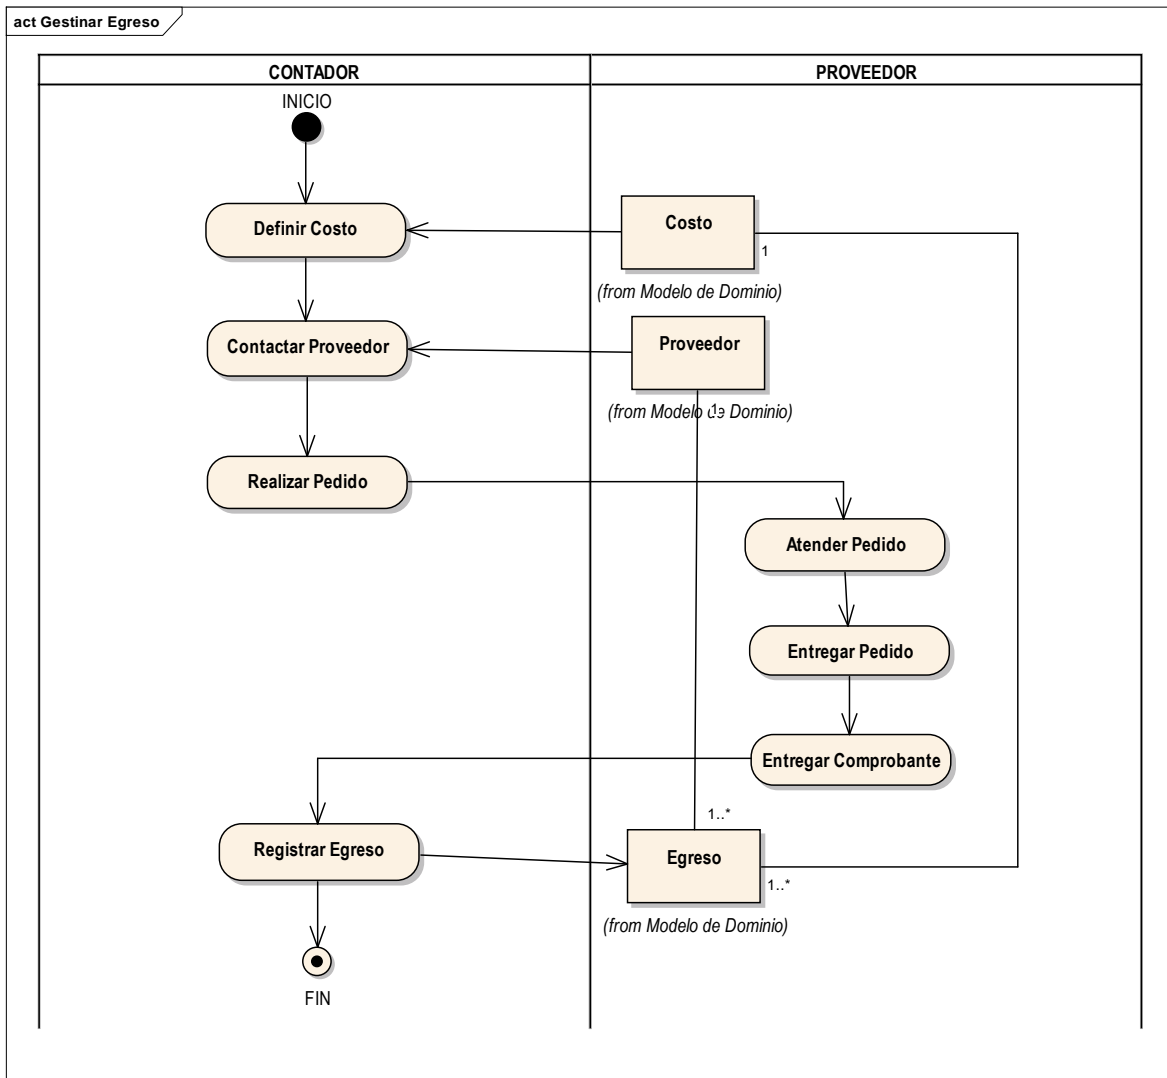 act Gestinar Egreso
CONTADOR
PROVEEDOR
INICIO
Definir Costo
Costo
1
(from Modelo de Dominio)
Contactar Proveedor
Proveedor
(from Modelo de Dominio)
1
Realizar Pedido
Atender Pedido
Entregar Pedido
Entregar Comprobante
1..*
Registrar Egreso
Egreso
1..*
(from Modelo de Dominio)
FIN